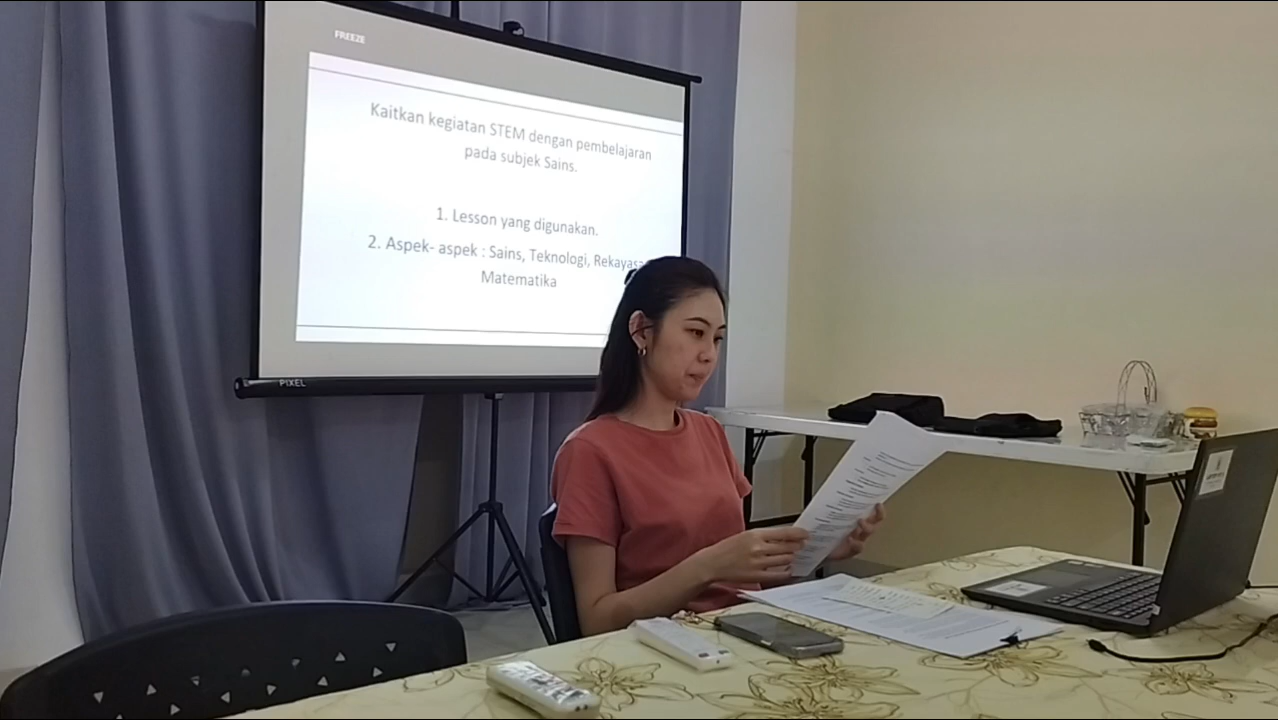 FREEZE
Kaitkan kegiatan STEM dengan pembelajaran
pada subjek Sains.
1. Lesson yang digunakan.
2. Aspek- aspek : Sains, Teknologi, Rekayasa
Matematika
PIXEL